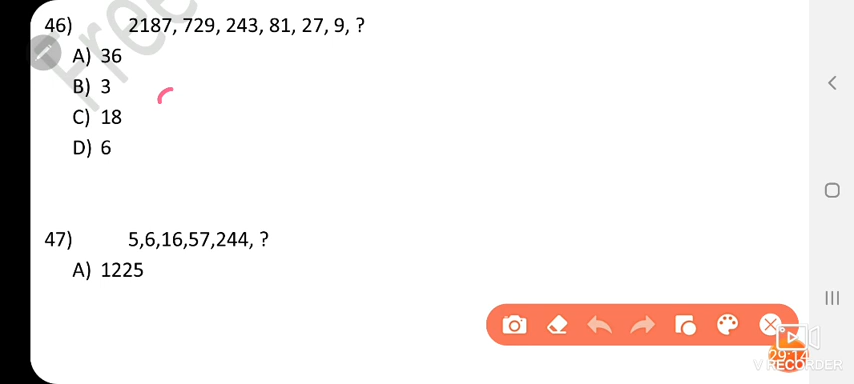 Free
46) 2187, 729, 243, 81, 27, 9, ?
A) 36
B) 3
C) 18
D) 6
47) 5,6,16,57,244, ?
A) 1225
29:14
V RECORDER